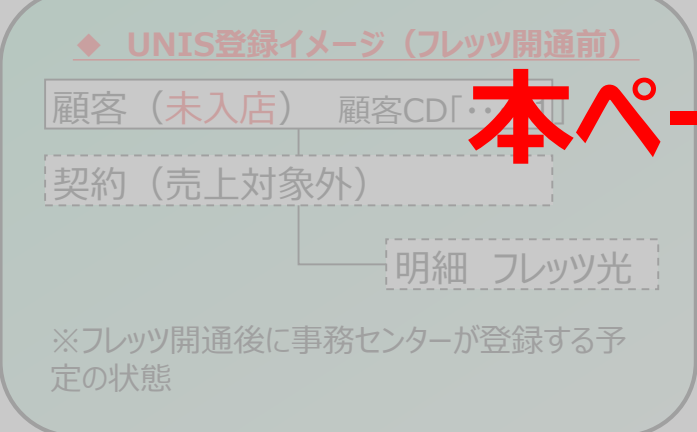 ◆ UNIS登録イメージ（フレッツ開通前）
顧客（未入店） 顧客CD「・・
本ペー
契約（売上対象外）
明細 フレッツ光
※フレッツ開通後に事務センターが登録する予
定の状態